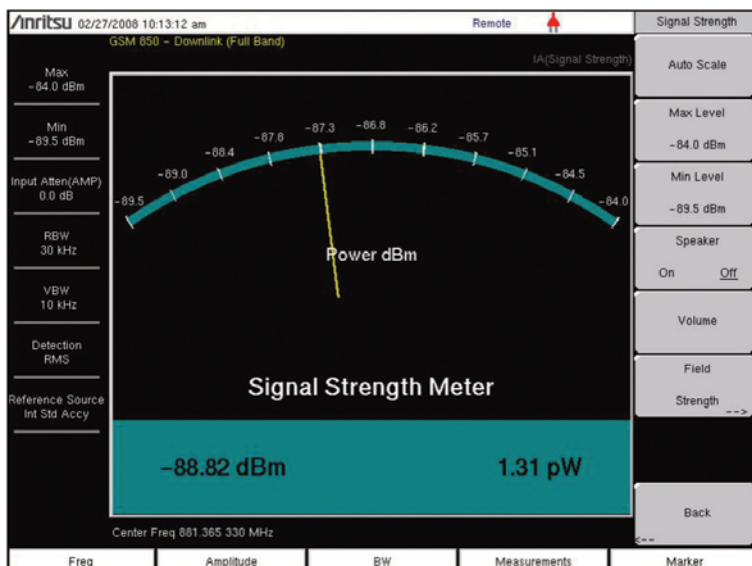 Anritsu 02/27/2008 10:13:12 am
Remote
Signal Strength
GSM 850 - Downlink (Full Band)
IA(Signal Strength)
Max
-84.0 dBm
Min
-89.5 dBm
Input Atten(AMP)
0.0 dB
RBW
30 kHz
VBW
10 kHz
Detection
RMS
Reference Source
Int Std Accy
-89.5
-89.0
-88.4
-87.8
-87.3
-86.8
-86.2
-85.7
-85.1
-84.5
-84.0
Power dBm
Signal Strength Meter
-88.82 dBm
1.31 pW
Center Freq 881.365 330 MHz
Auto Scale
Max Level
-84.0 dBm
Min Level
-89.5 dBm
Speaker
On Off
Volume
Field
Strength
-->
Back
<--
Freq
Amplitude
BW
Measurements
Marker